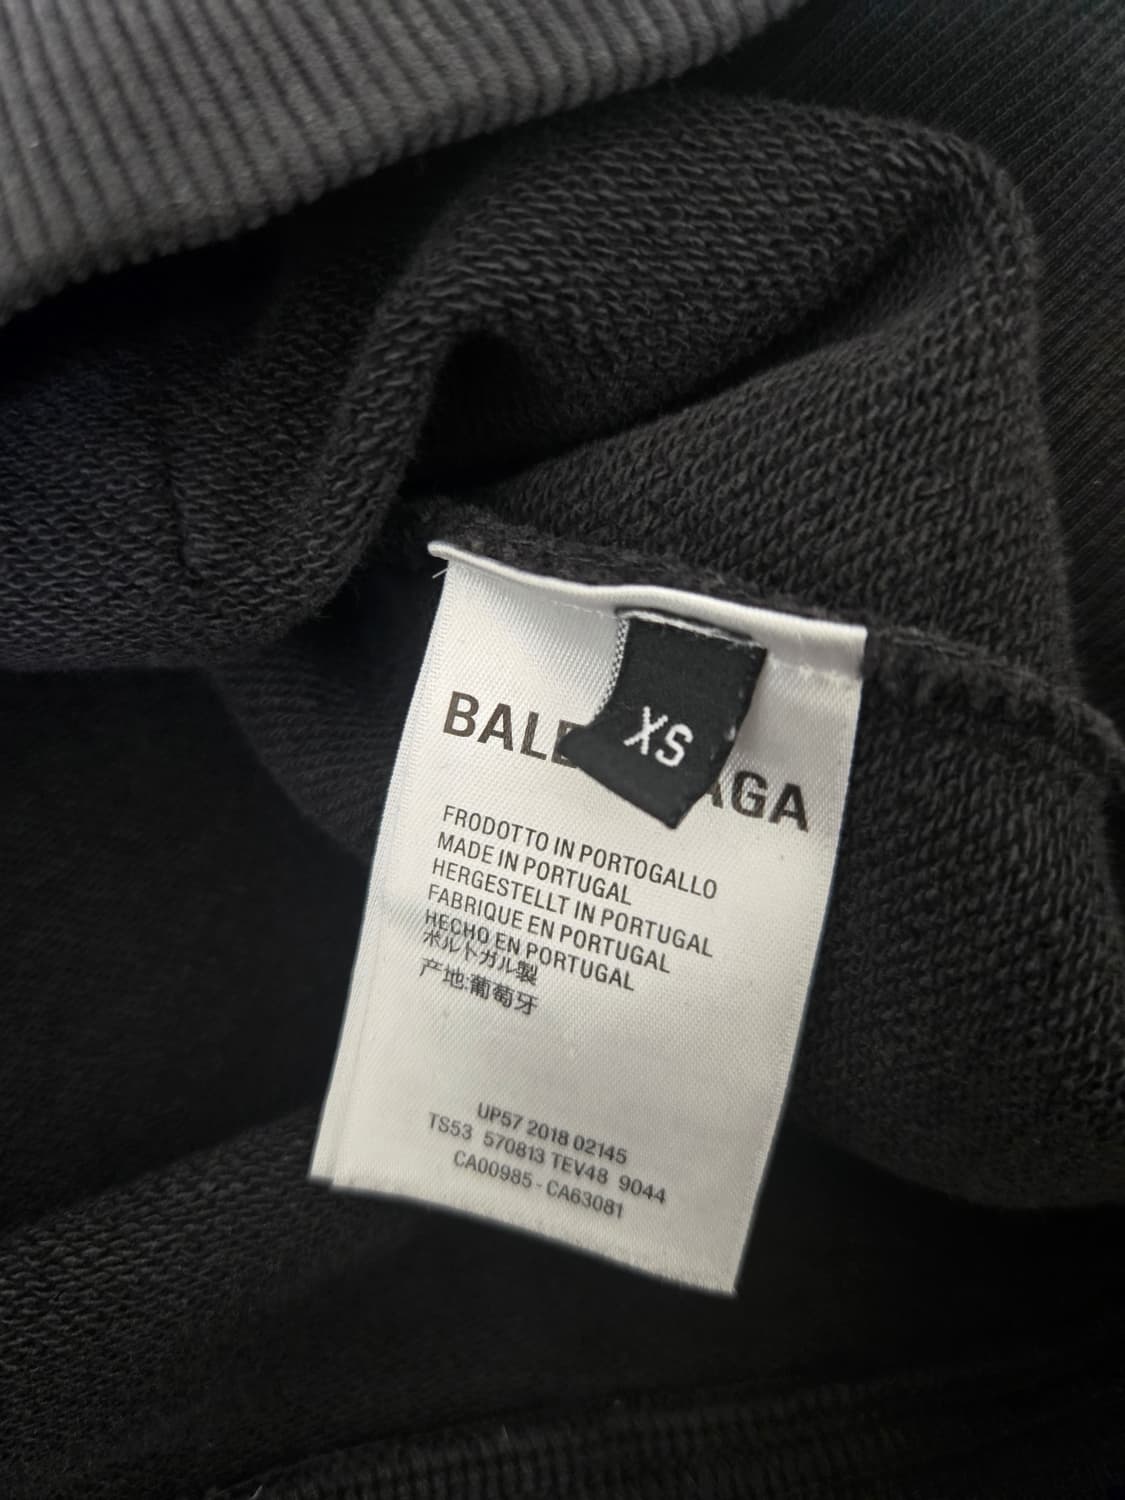 XS
BALE AGA
FRODOTTO IN PORTOGALLO
MADE IN PORTUGAL
HERGESTELLT IN PORTUGAL
FABRIQUE EN PORTUGAL
HECHO EN PORTUGAL
ポルトガル製
产地:葡萄牙
UP57 2018 02145
TS53 570813 TEV48 9044
CA00985 - CA63081